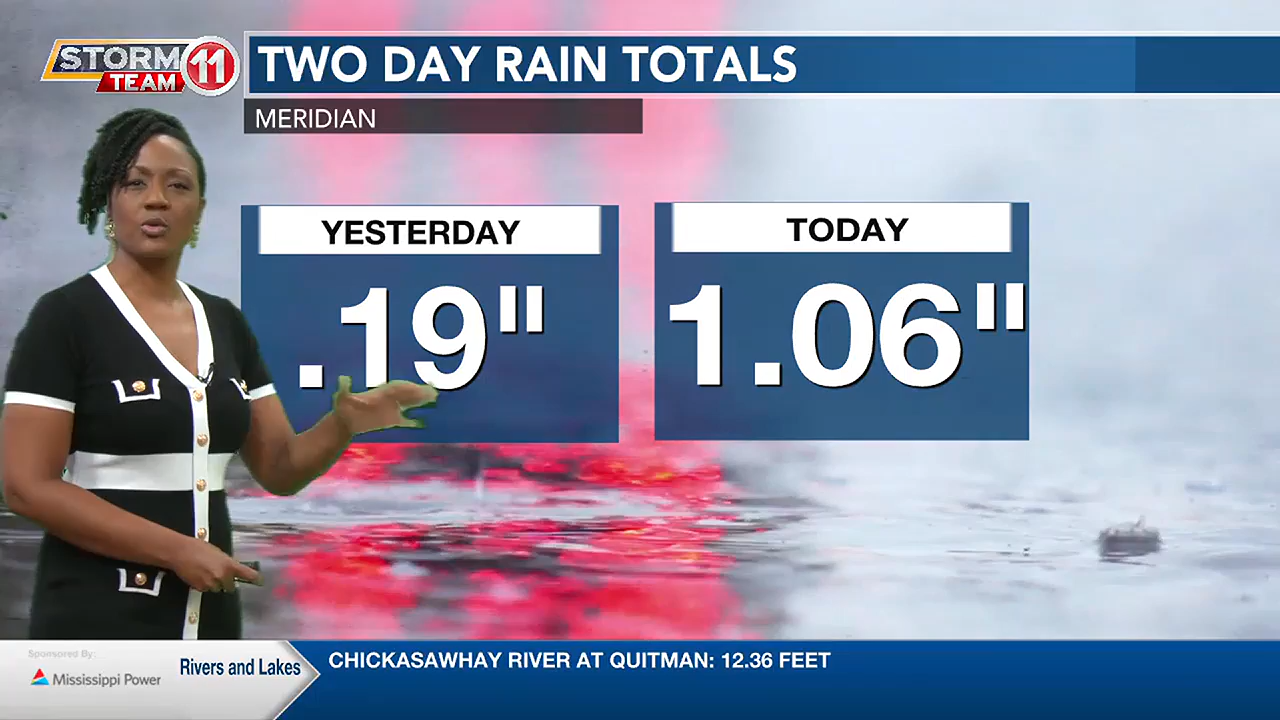 STORM
TEAM
11
TWO DAY RAIN TOTALS
MERIDIAN
YESTERDAY
TODAY
.19"
1.06"
Sponsored By:
Mississippi Power
Rivers and Lakes
CHICKASAWHAY RIVER AT QUITMAN: 12.36 FEET